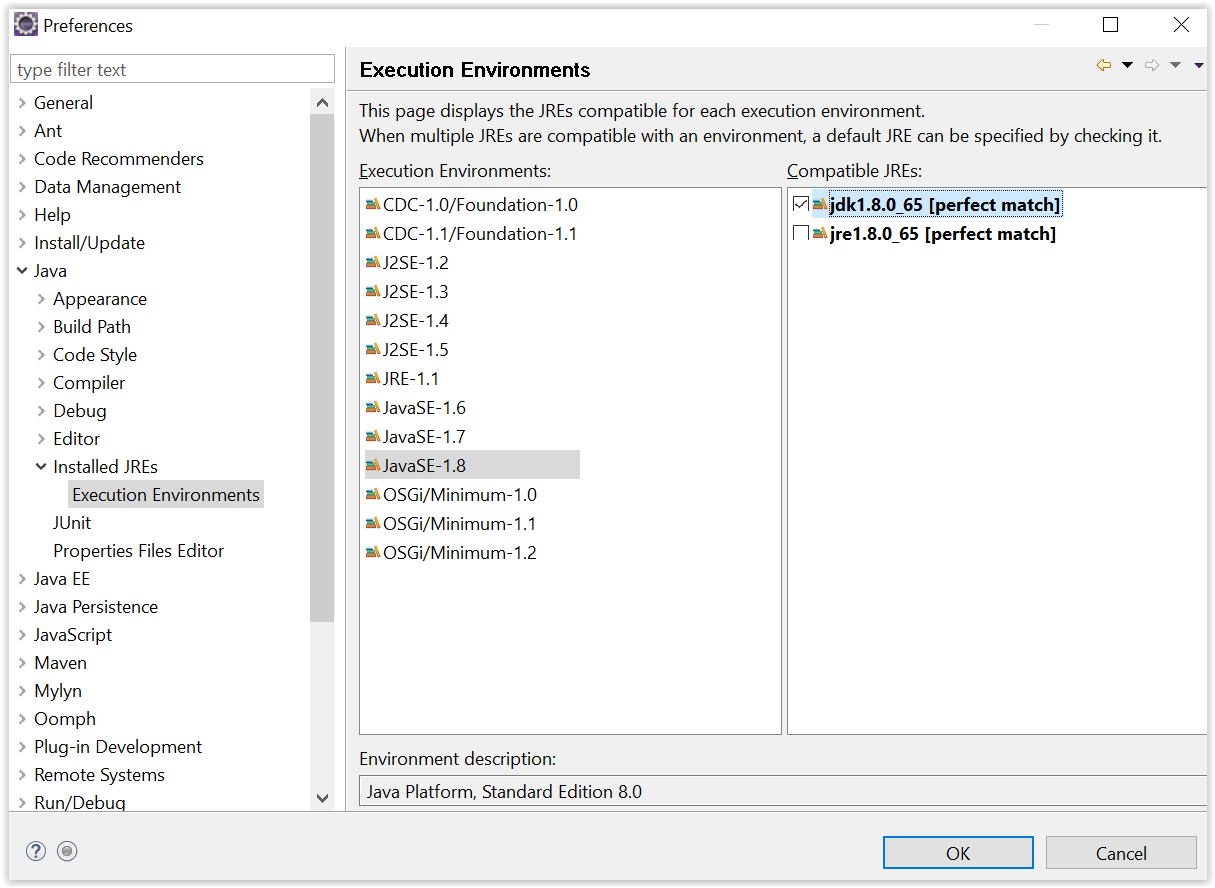 Preferences
type filter text
General
Ant
Code Recommenders
Data Management
Help
Install/Update
Java
Appearance
Build Path
Code Style
Compiler
Debug
Editor
Installed JREs
Execution Environments
JUnit
Properties Files Editor
Java EE
Java Persistence
JavaScript
Maven
Mylyn
Oomph
Plug-in Development
Remote Systems
Run/Debug
Execution Environments
This page displays the JREs compatible for each execution environment.
When multiple JREs are compatible with an environment, a default JRE can be specified by checking it.
Execution Environments:
CDC-1.0/Foundation-1.0
CDC-1.1/Foundation-1.1
J2SE-1.2
J2SE-1.3
J2SE-1.4
J2SE-1.5
JRE-1.1
JavaSE-1.6
JavaSE-1.7
JavaSE-1.8
OSGi/Minimum-1.0
OSGi/Minimum-1.1
OSGi/Minimum-1.2
Compatible JREs:
jdk1.8.0_65 [perfect match]
jre1.8.0_65 [perfect match]
Environment description:
Java Platform, Standard Edition 8.0
?
OK
Cancel